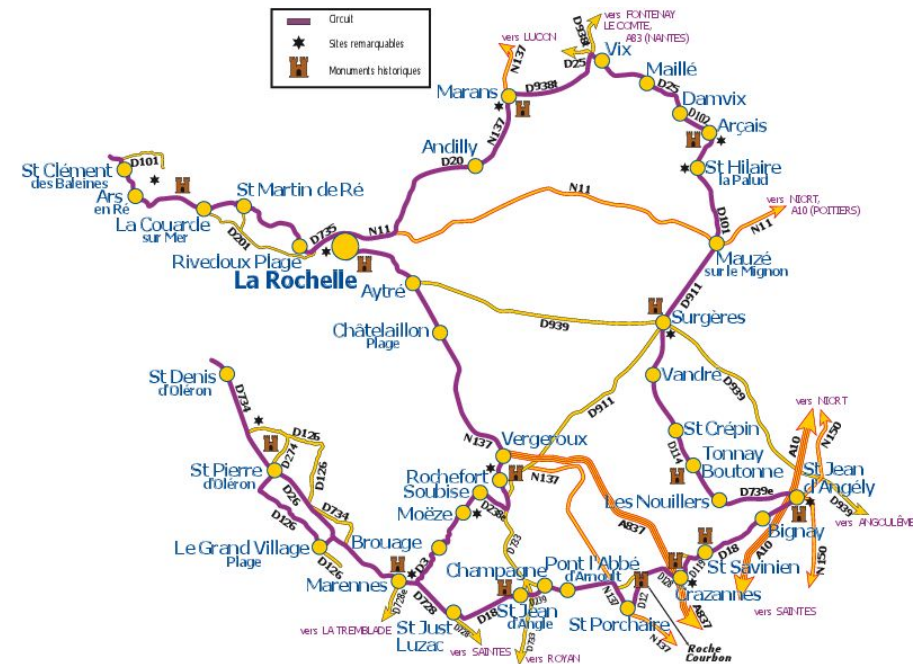 Circuit
Sites remarquables
Monuments historiques
vers FONTENAY
LE COMTE,
A83 (NANTES)
vers LUCON
N137
D938t
D25
Vix
Maillé
D25
Damvix
D102
Arçais
Marans
D938t
N137
Andilly
D20
St Hilaire
la Palud
D101
vers NICRT,
A10 (POITIERS)
N11
Mauzé
sur le Mignon
N11
N11
St Clément
des Baleines
D101
Ars
en Ré
St Martin de Ré
La Couarde
sur Mer
D201
D735
Rivedoux Plage
La Rochelle
Aytré
D911
Surgères
D939
Châtelaillon
Plage
Vandré
D939
D911
St Denis
d'Oléron
D734
D126
D274
D126
St Pierre
d'Oléron
D26
D734
D126
Le Grand Village
Plage
D126
N137
Vergeroux
N137
Rochefort
Soubise
D238e
Moëze
D733
Brouage
D3
Marennes
D728e
D728
vers LA TREMBLADE
St Just
Luzac
D728
vers SAINTES
D18
Champagne
St Jean
d'Angle
D733
vers ROYAN
Pont l'Abbé
d'Arnoult
N137
D12
St Porchaire
N137
Roche
Courbon
A837
A837
Crazannes
D119
D128
St Savinien
D18
Bignay
A10
vers SAINTES
N150
St Crépin
D114
Tonnay
Boutonne
Les Nouillers
D739e
St Jean
d'Angély
A10
N150
vers NICRT
D939
vers ANGOULÊME